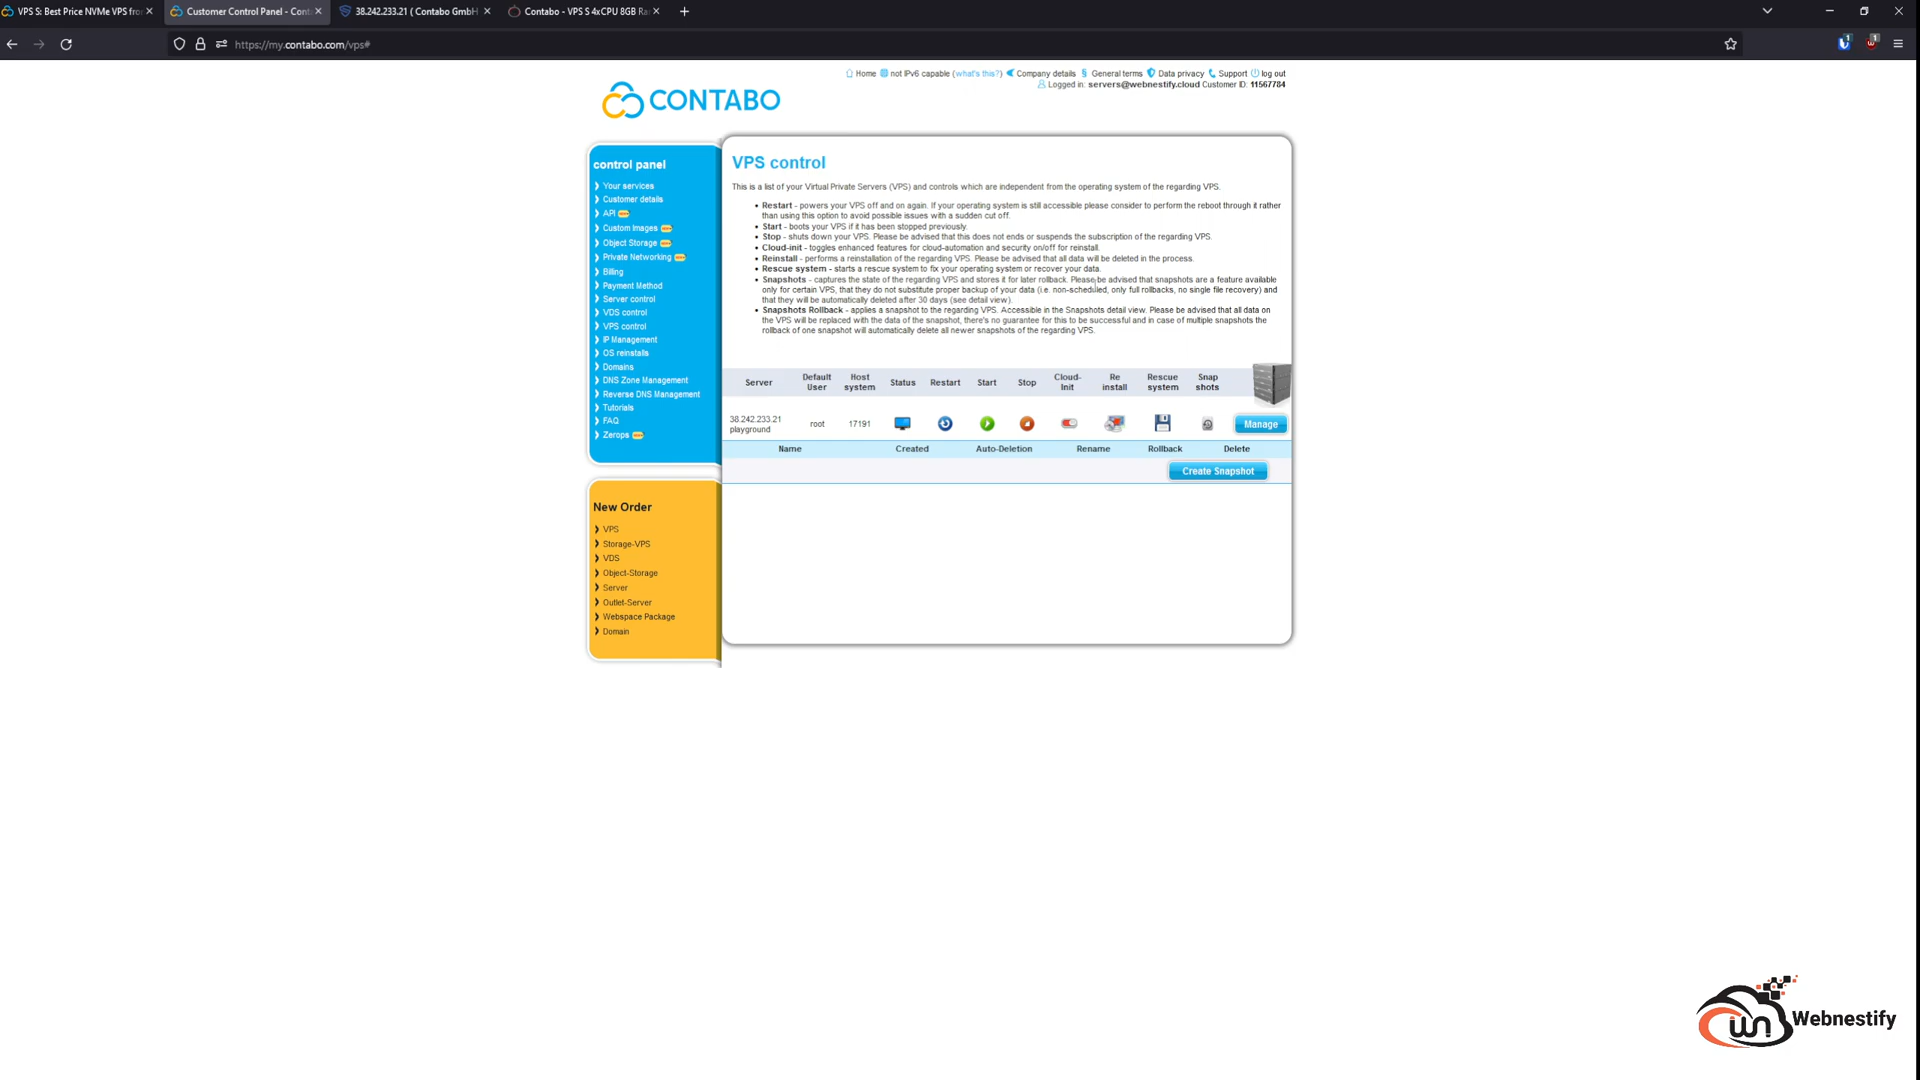 VPS S: Best Price NVMe VPS fro
Customer Control Panel - Cont
38.242.233.21 ( Contabo GmbH
Contabo - VPS S 4xCPU 8GB Ra
https://my.contabo.com/vps#
Home not IPv6 capable (what's this?) Company details General terms Data privacy Support log out
Logged in: servers@webnestify.cloud Customer ID: 11567784
CONTABO
control panel
Your services
Customer details
API
Custom Images
Object Storage
Private Networking
Billing
Payment Method
Server control
VDS control
VPS control
IP Management
OS reinstalls
Domains
DNS Zone Management
Reverse DNS Management
Tutorials
FAQ
Zerops
New Order
VPS
Storage-VPS
VDS
Object-Storage
Server
Outlet-Server
Webspace Package
Domain
VPS control
This is a list of your Virtual Private Servers (VPS) and controls which are independent from the operating system of the regarding VPS.
• Restart - powers your VPS off and on again. If your operating system is still accessible please consider to perform the reboot through it rather
than using this option to avoid possible issues with a sudden cut off.
• Start - boots your VPS if it has been stopped previously.
• Stop - shuts down your VPS. Please be advised that this does not ends or suspends the subscription of the regarding VPS.
• Cloud-init - toggles enhanced features for cloud-automation and security on/off for reinstall.
• Reinstall - performs a reinstallation of the regarding VPS. Please be advised that all data will be deleted in the process.
• Rescue system - starts a rescue system to fix your operating system or recover your data.
• Snapshots - captures the state of the regarding VPS and stores it for later rollback. Please be advised that snapshots are a feature available
only for certain VPS, that they do not substitute proper backup of your data (i.e. non-scheduled, only full rollbacks, no single file recovery) and
that they will be automatically deleted after 30 days (see detail view).
• Snapshots Rollback - applies a snapshot to the regarding VPS. Accessible in the Snapshots detail view. Please be advised that all data on
the VPS will be replaced with the data of the snapshot, there's no guarantee for this to be successful and in case of multiple snapshots the
rollback of one snapshot will automatically delete all newer snapshots of the regarding VPS.
Server Default User Host system Status Restart Start Stop Cloud-Init Re install Rescue system Snap shots
38.242.233.21
playground
root 17191 Manage
Name Created Auto-Deletion Rename Rollback Delete
Create Snapshot
Webnestify